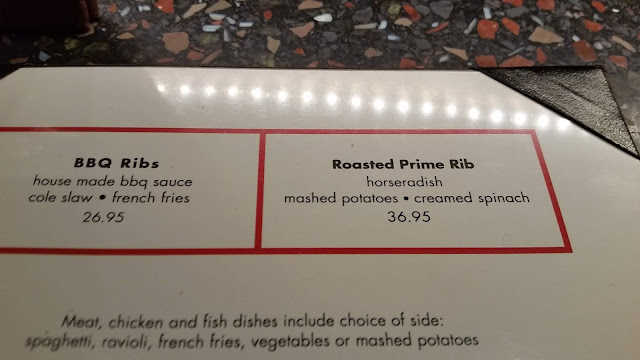 BBQ Ribs
house made bbq sauce
cole slaw • french fries
26.95
Roasted Prime Rib
horseradish
mashed potatoes • creamed spinach
36.95
Meat, chicken and fish dishes include choice of side:
spaghetti, ravioli, french fries, vegetables or mashed potatoes